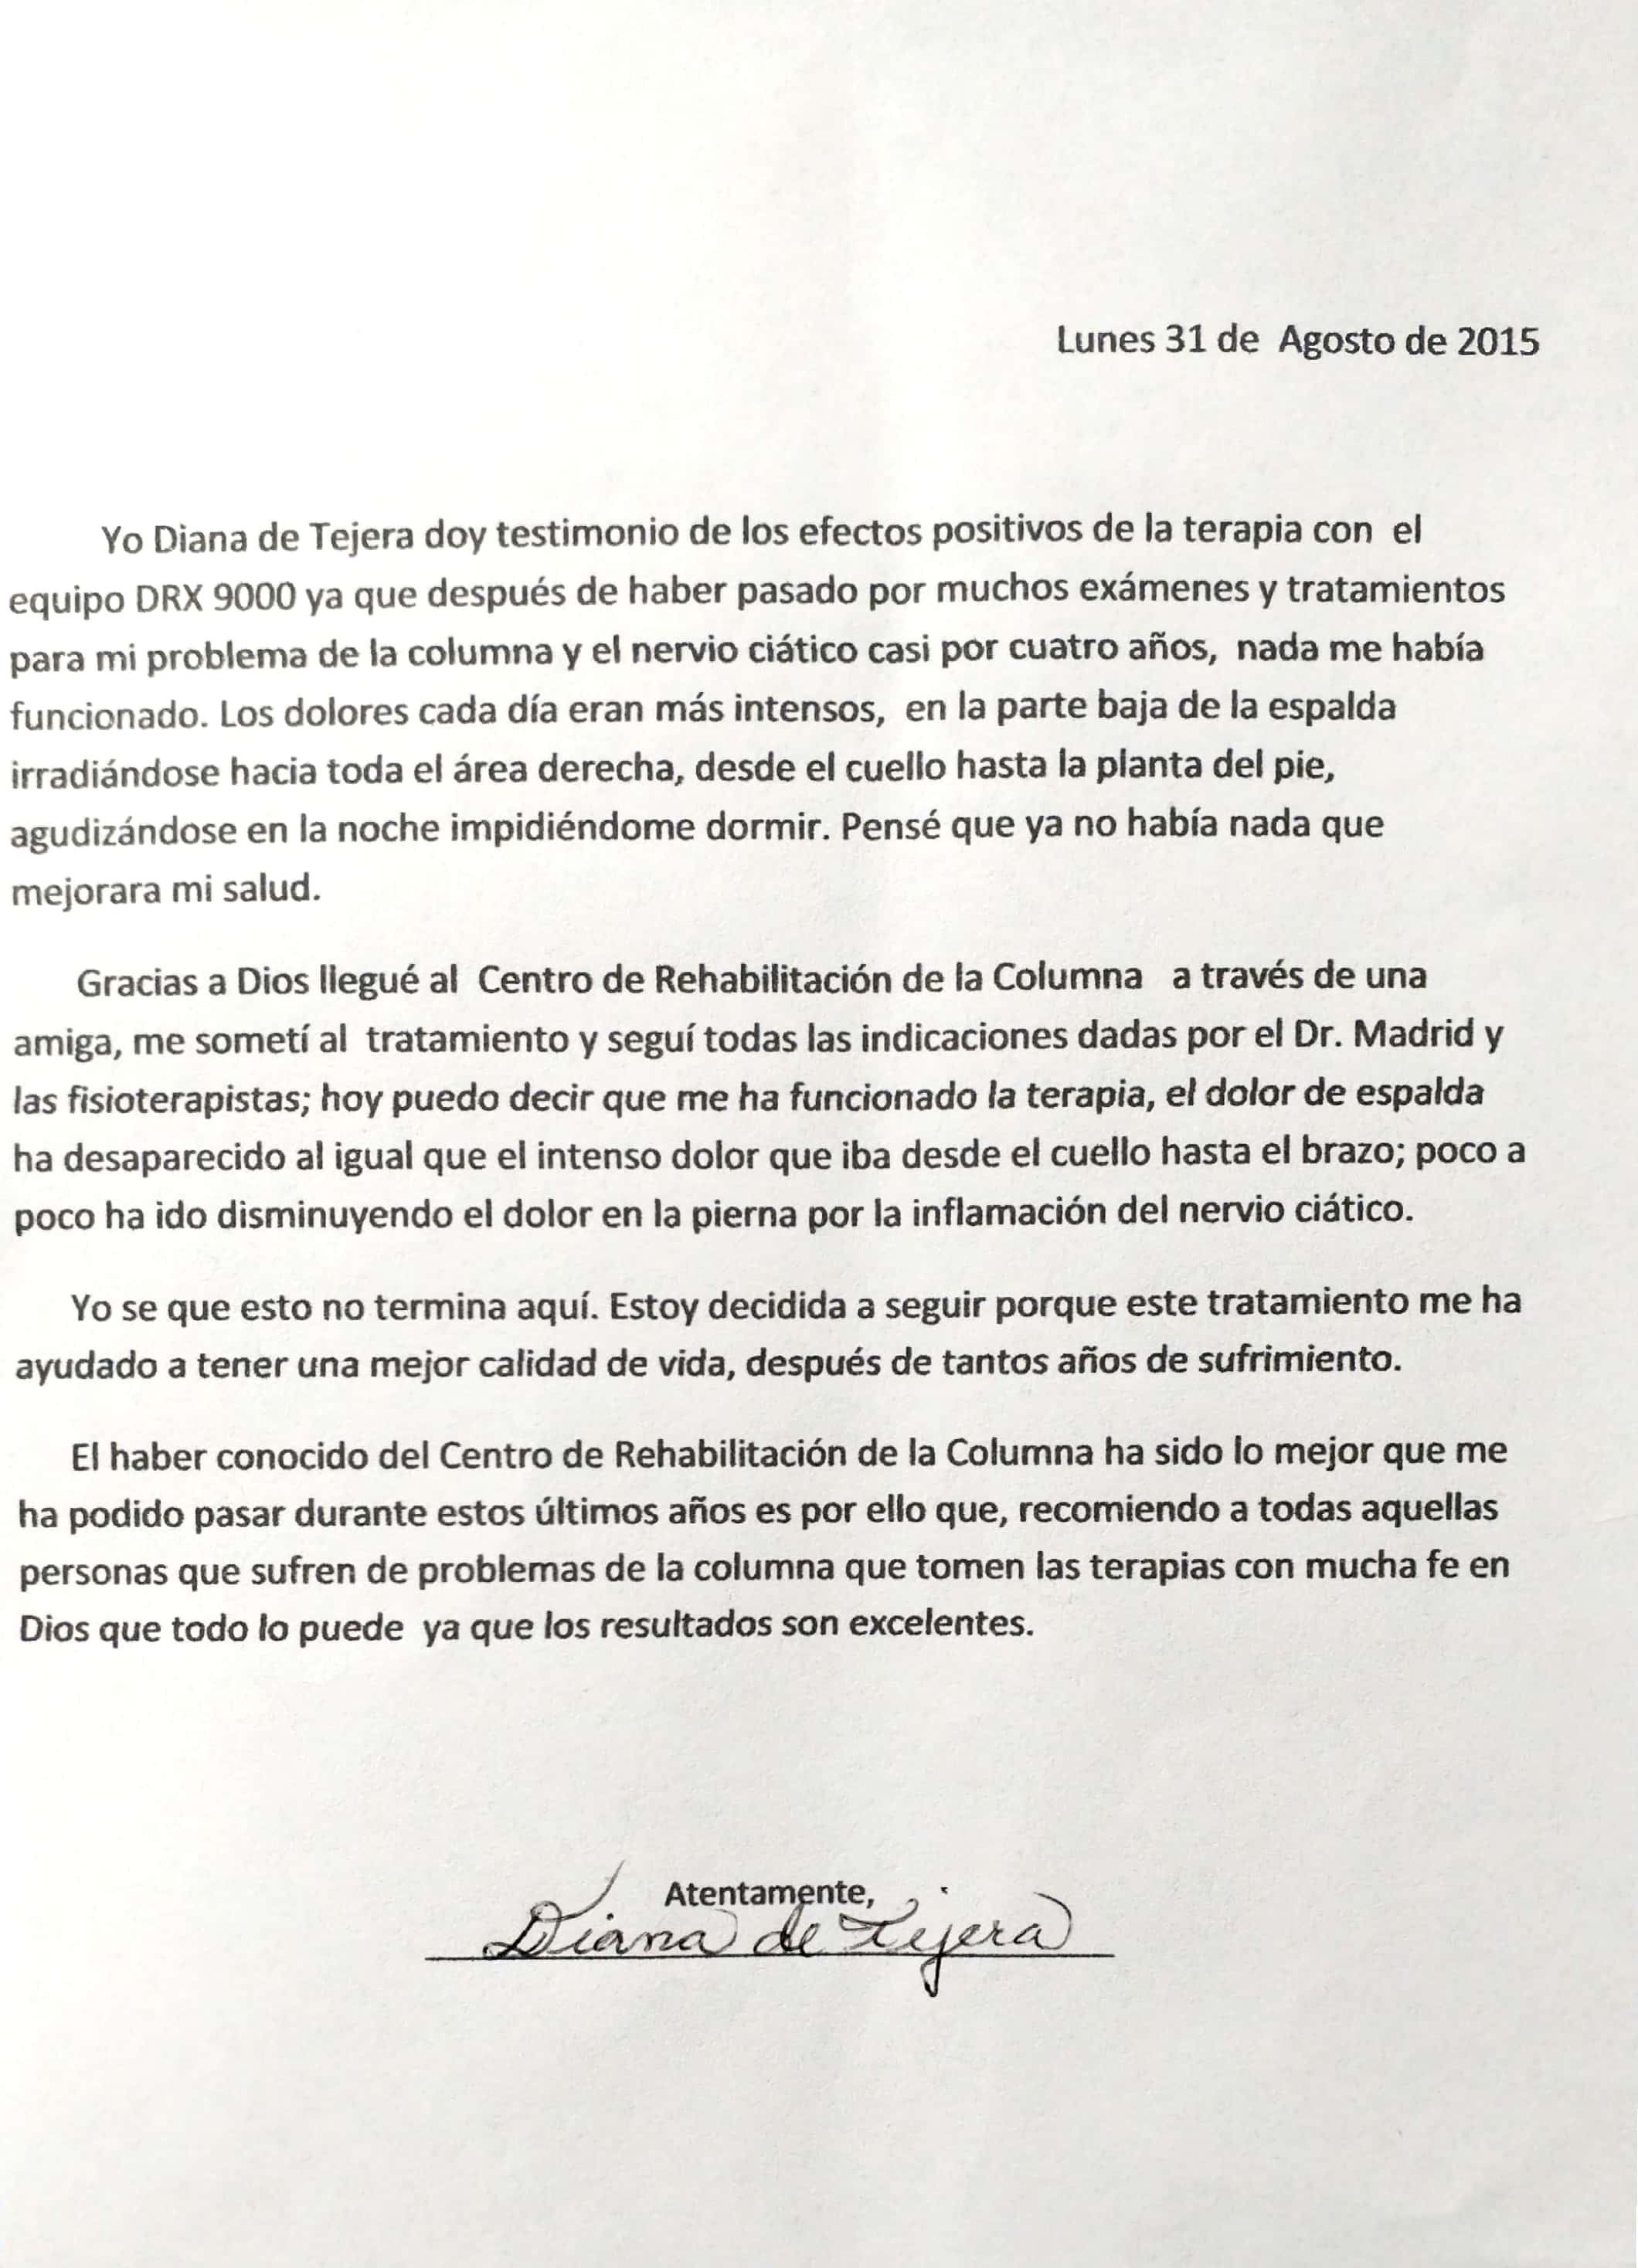 Lunes 31 de Agosto de 2015
Yo Diana de Tejera doy testimonio de los efectos positivos de la terapia con el
equipo DRX 9000 ya que después de haber pasado por muchos exámenes y tratamientos
para mi problema de la columna y el nervio ciático casi por cuatro años, nada me había
funcionado. Los dolores cada día eran más intensos, en la parte baja de la espalda
irradiándose hacia toda el área derecha, desde el cuello hasta la planta del pie,
agudizándose en la noche impidiéndome dormir. Pensé que ya no había nada que
mejorara mi salud.
Gracias a Dios llegué al Centro de Rehabilitación de la Columna a través de una
amiga, me sometí al tratamiento y seguí todas las indicaciones dadas por el Dr. Madrid y
las fisioterapistas; hoy puedo decir que me ha funcionado la terapia, el dolor de espalda
ha desaparecido al igual que el intenso dolor que iba desde el cuello hasta el brazo; poco a
poco ha ido disminuyendo el dolor en la pierna por la inflamación del nervio ciático.
Yo se que esto no termina aquí. Estoy decidida a seguir porque este tratamiento me ha
ayudado a tener una mejor calidad de vida, después de tantos años de sufrimiento.
El haber conocido del Centro de Rehabilitación de la Columna ha sido lo mejor que me
ha podido pasar durante estos últimos años es por ello que, recomiendo a todas aquellas
personas que sufren de problemas de la columna que tomen las terapias con mucha fe en
Dios que todo lo puede ya que los resultados son excelentes.
Atentamente,
Diana de Tejera